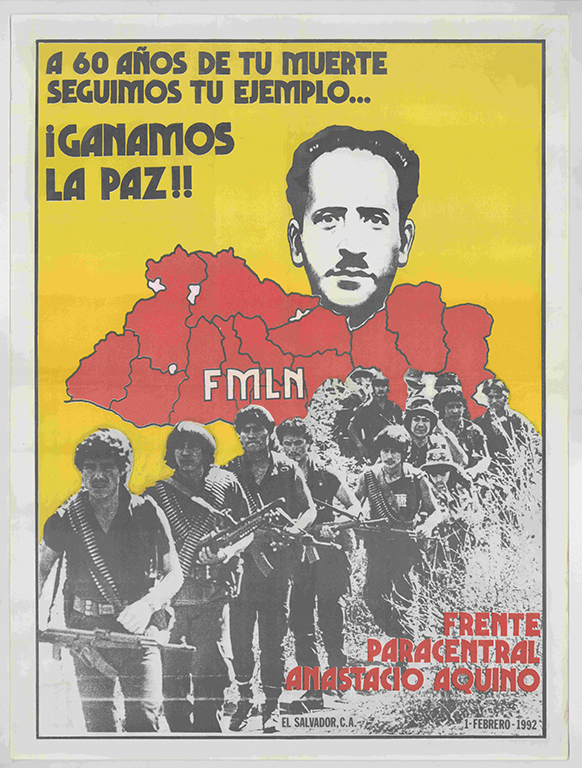 A 60 AÑOS DE TU MUERTE
SEGUIMOS TU EJEMPLO...
¡GANAMOS
LA PAZ!!
FMLN
FRENTE
PARACENTRAL
ANASTACIO AQUINO
EL SALVADOR, C.A.
1-FEBRERO-1992